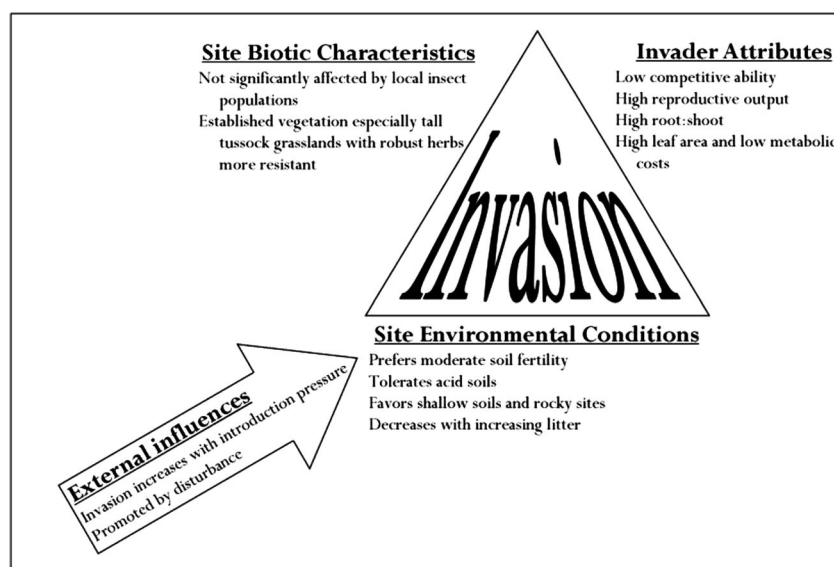 Site Biotic Characteristics
Not significantly affected by local insect
populations
Established vegetation especially tall
tussock grasslands with robust herbs
more resistant
Invader Attributes
Low competitive ability
High reproductive output
High root:shoot
High leaf area and low metabolic
costs
Invasion
Site Environmental Conditions
Prefers moderate soil fertility
Tolerates acid soils
Favors shallow soils and rocky sites
Decreases with increasing litter
External influences
Invasion increases with introduction pressure
Promoted by disturbance